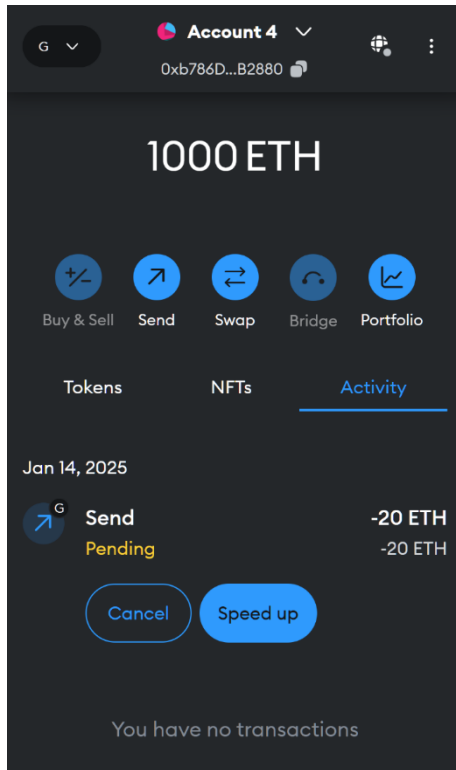 G
Account 4
0xb786D...B2880
1000 ETH
Buy & Sell Send Swap Bridge Portfolio
Tokens NFTs Activity
Jan 14, 2025
G
Send -20 ETH
Pending -20 ETH
Cancel Speed up
You have no transactions